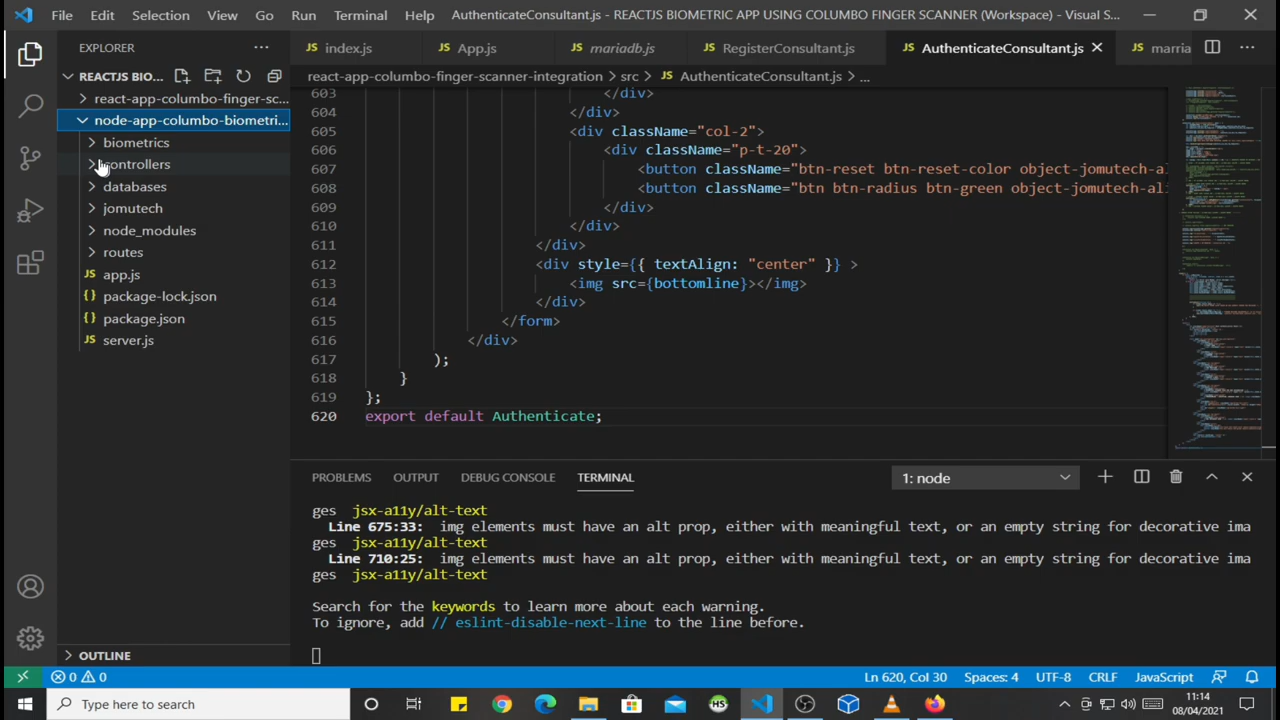 File Edit Selection View Go Run Terminal Help AuthenticateConsultant.js - REACTJS BIOMETRIC APP USING COLUMBO FINGER SCANNER (Workspace) - Visual S...
EXPLORER
index.js App.js mariadb.js RegisterConsultant.js AuthenticateConsultant.js marria
REACTJS BIO...
react-app-columbo-finger-scanner-integration > src > AuthenticateConsultant.js > ...
react-app-columbo-finger-sc...
node-app-columbo-biometri...
biometrics
controllers
databases
jomutech
node_modules
routes
app.js
package-lock.json
package.json
server.js
603 </div>
604 </div>
605 <div className="col-2">
606 <div className="p-t-20">
607 <button className="btn-reset btn-reset-color object-jomutech-al
608 <button className="btn btn-radius btn-green object-jomutech-ali
609 </div>
610 </div>
611 </div>
612 <div style={{ textAlign: "center" }} >
613 <img src={bottomline}></img>
614 </div>
615 </form>
616 </div>
617 );
618 }
619 };
620 export default Authenticate;
PROBLEMS OUTPUT DEBUG CONSOLE TERMINAL 1: node
ges jsx-a11y/alt-text
Line 675:33: img elements must have an alt prop, either with meaningful text, or an empty string for decorative ima
ges jsx-a11y/alt-text
Line 710:25: img elements must have an alt prop, either with meaningful text, or an empty string for decorative ima
ges jsx-a11y/alt-text
Search for the keywords to learn more about each warning.
To ignore, add // eslint-disable-next-line to the line before.
OUTLINE
0 0 Ln 620, Col 30 Spaces: 4 UTF-8 CRLF JavaScript
Type here to search
HS
11:14
08/04/2021